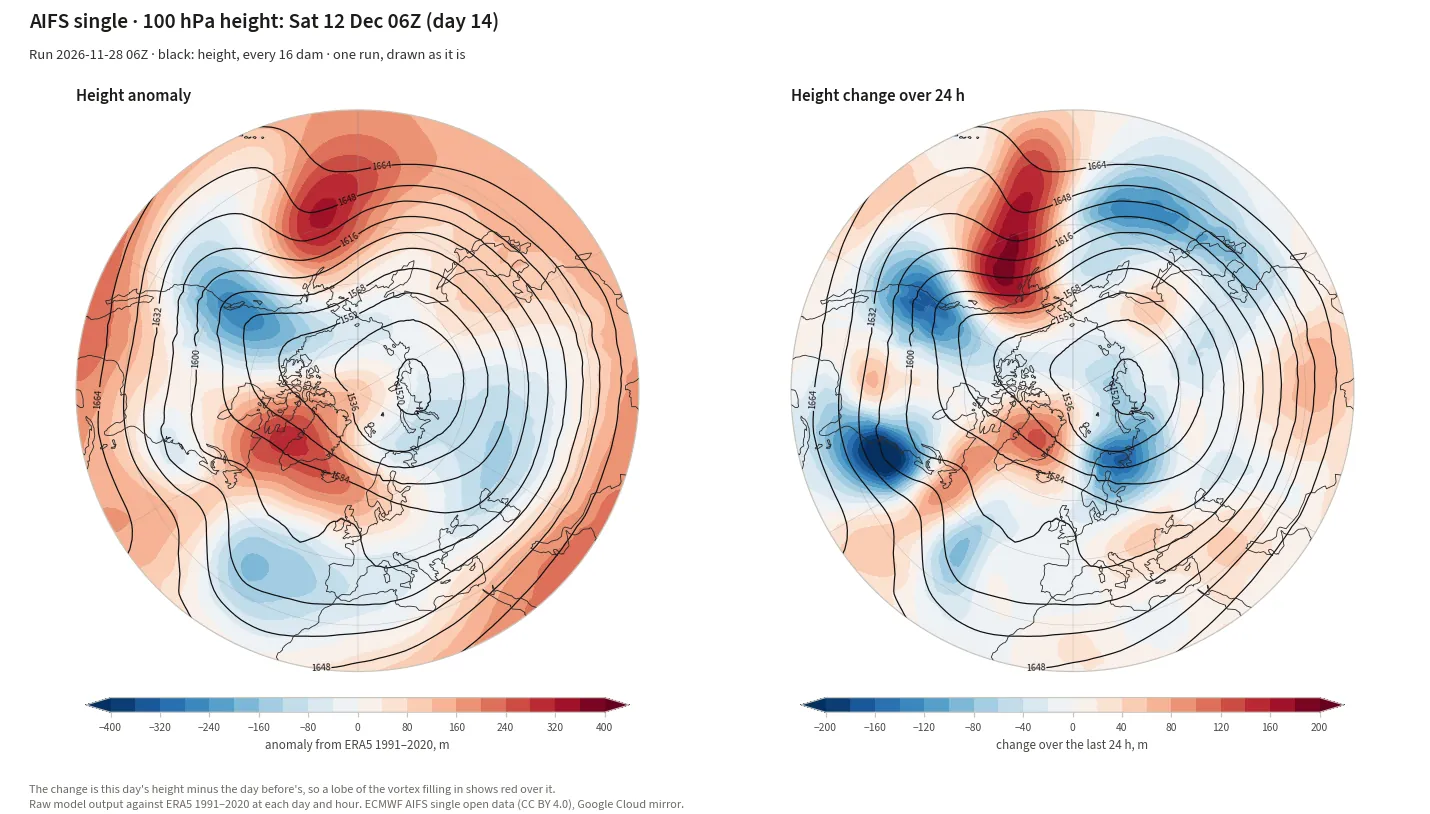 AIFS single · 100 hPa height: Sat 12 Dec 06Z (day 14)
Run 2026-11-28 06Z · black: height, every 16 dam · one run, drawn as it is
Height anomaly
Height change over 24 h
1664
1648
1616
1568
1552
1632
1600
1664
1520
1536
1584
1648
1664
1648
1616
1568
1552
1632
1600
1664
1520
1536
1584
1648
−400 −320 −240 −160 −80 0 80 160 240 320 400
anomaly from ERA5 1991–2020, m
−200 −160 −120 −80 −40 0 40 80 120 160 200
change over the last 24 h, m
The change is this day's height minus the day before's, so a lobe of the vortex filling in shows red over it.
Raw model output against ERA5 1991–2020 at each day and hour. ECMWF AIFS single open data (CC BY 4.0), Google Cloud mirror.